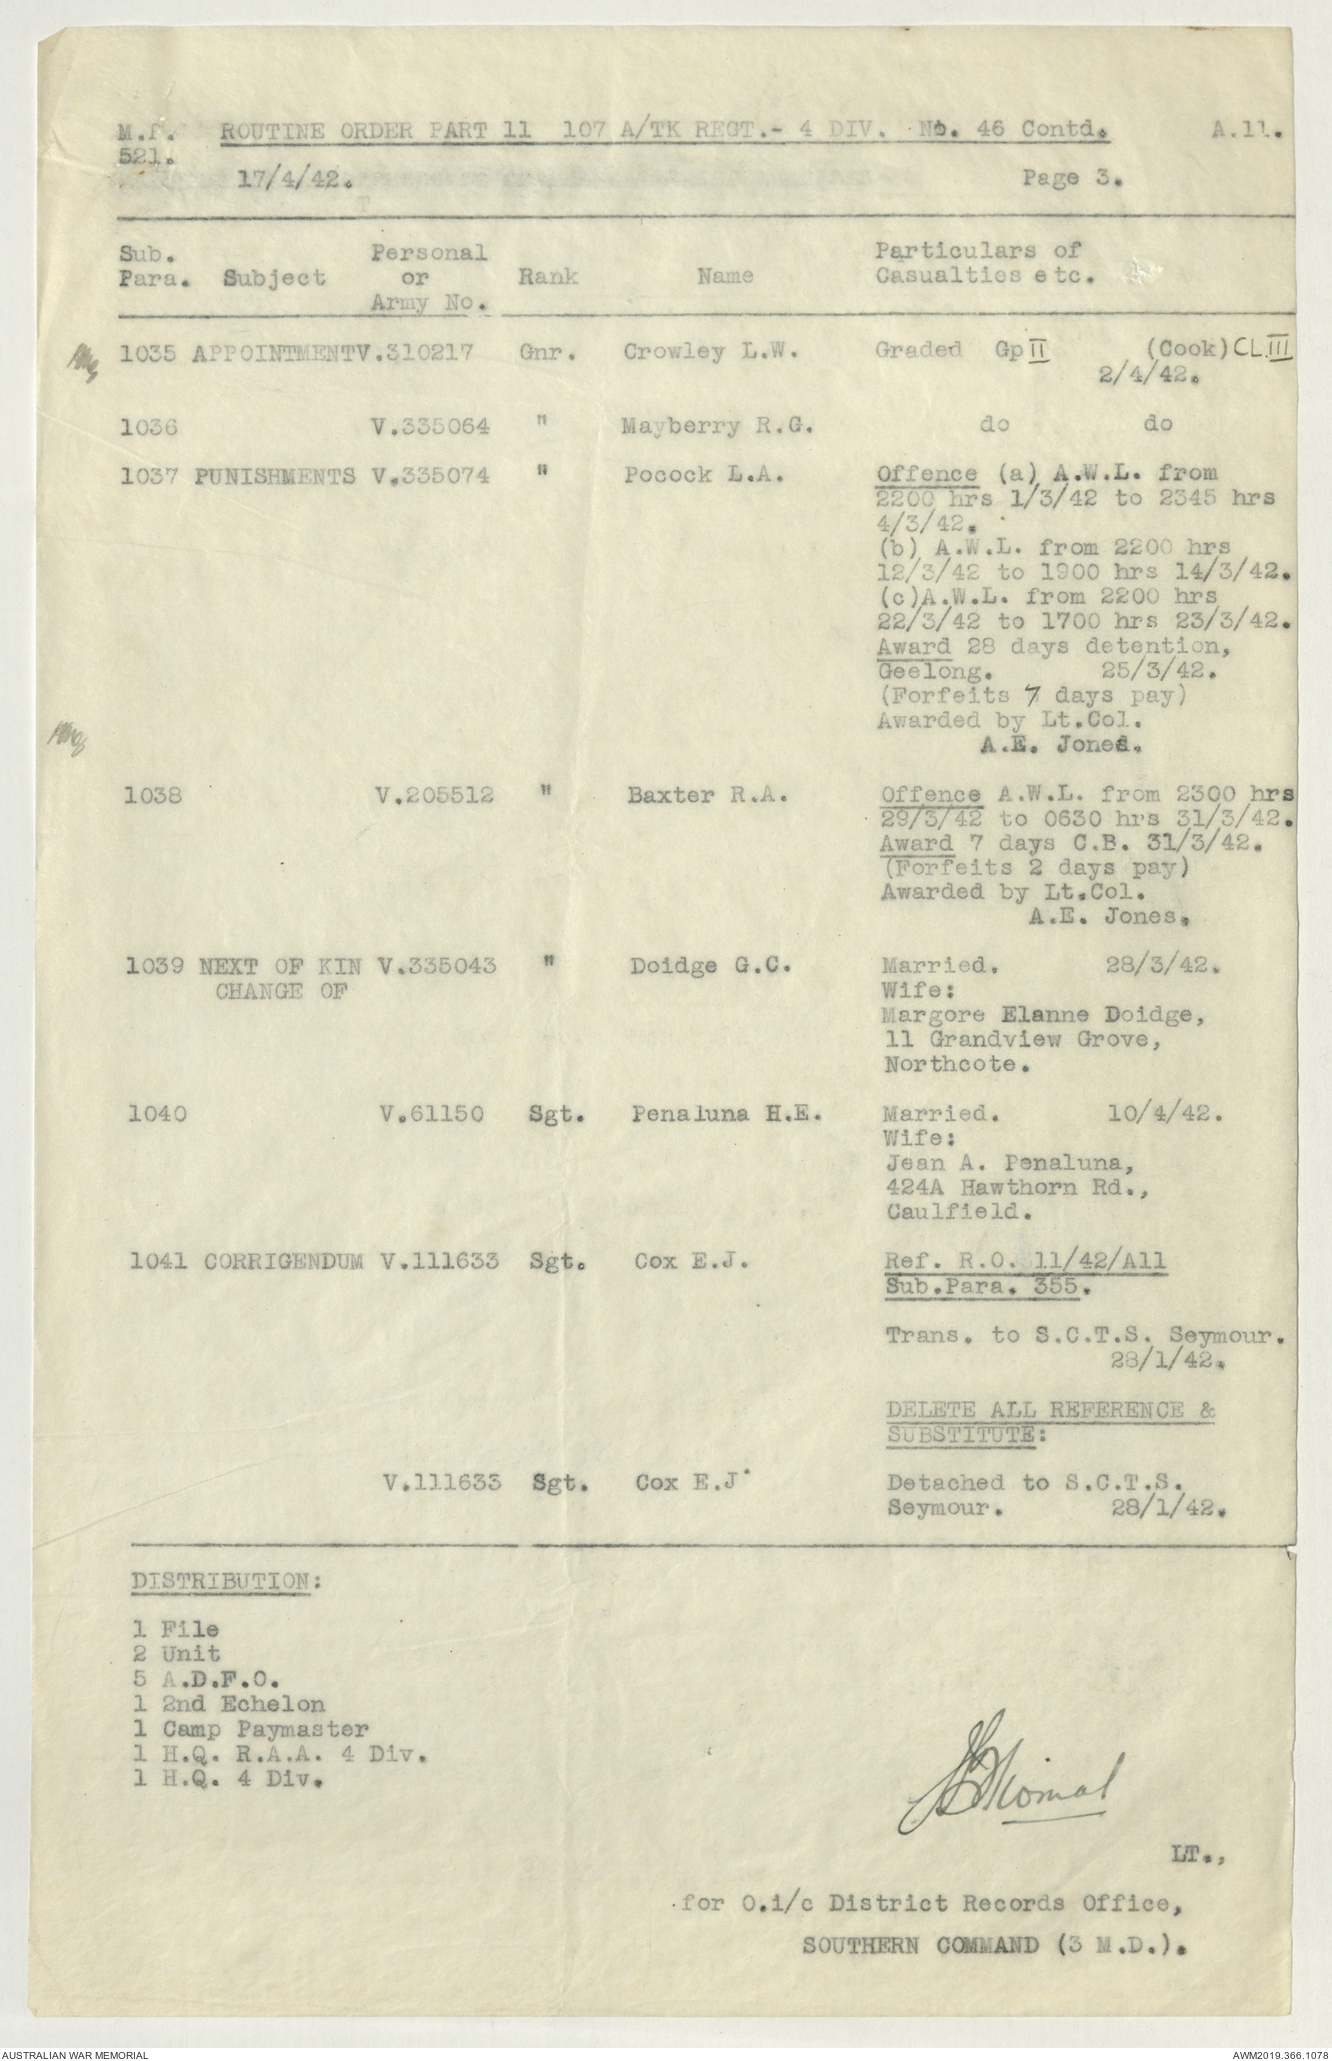 M.F. ROUTINE ORDER PART 11 107 A/TK REGT.- 4 DIV. No. 46 Contd. A.11.
521.
17/4/42. Page 3.
Sub. Personal Particulars of
Para. Subject or Rank Name Casualties etc.
Army No.
1035 APPOINTMENT V.310217 Gnr. Crowley L.W. Graded Gp II (Cook) CL.III
2/4/42.
1036 V.335064 " Mayberry R.G. do do
1037 PUNISHMENTS V.335074 " Pocock L.A. Offence (a) A.W.L. from
2200 hrs 1/3/42 to 2345 hrs
4/3/42.
(b) A.W.L. from 2200 hrs
12/3/42 to 1900 hrs 14/3/42.
(c)A.W.L. from 2200 hrs
22/3/42 to 1700 hrs 23/3/42.
Award 28 days detention,
Geelong. 25/3/42.
(Forfeits 7 days pay)
Awarded by Lt.Col.
A.E. Jones.
1038 V.205512 " Baxter R.A. Offence A.W.L. from 2300 hrs
29/3/42 to 0630 hrs 31/3/42.
Award 7 days C.B. 31/3/42.
(Forfeits 2 days pay)
Awarded by Lt.Col.
A.E. Jones.
1039 NEXT OF KIN V.335043 " Doidge G.C. Married. 28/3/42.
CHANGE OF Wife:
Margore Elanne Doidge,
11 Grandview Grove,
Northcote.
1040 V.61150 Sgt. Penaluna H.E. Married. 10/4/42.
Wife:
Jean A. Penaluna,
424A Hawthorn Rd.,
Caulfield.
1041 CORRIGENDUM V.111633 Sgt. Cox E.J. Ref. R.O. 11/42/A11
Sub.Para. 355.
Trans. to S.C.T.S. Seymour.
28/1/42.
DELETE ALL REFERENCE &
SUBSTITUTE:
V.111633 Sgt. Cox E.J. Detached to S.C.T.S.
Seymour. 28/1/42.
DISTRIBUTION:
1 File
2 Unit
5 A.D.F.O.
1 2nd Echelon
1 Camp Paymaster
1 H.Q. R.A.A. 4 Div.
1 H.Q. 4 Div.
LT.,
for O.i/c District Records Office,
SOUTHERN COMMAND (3 M.D.).
AUSTRALIAN WAR MEMORIAL AWM2019.366.1078